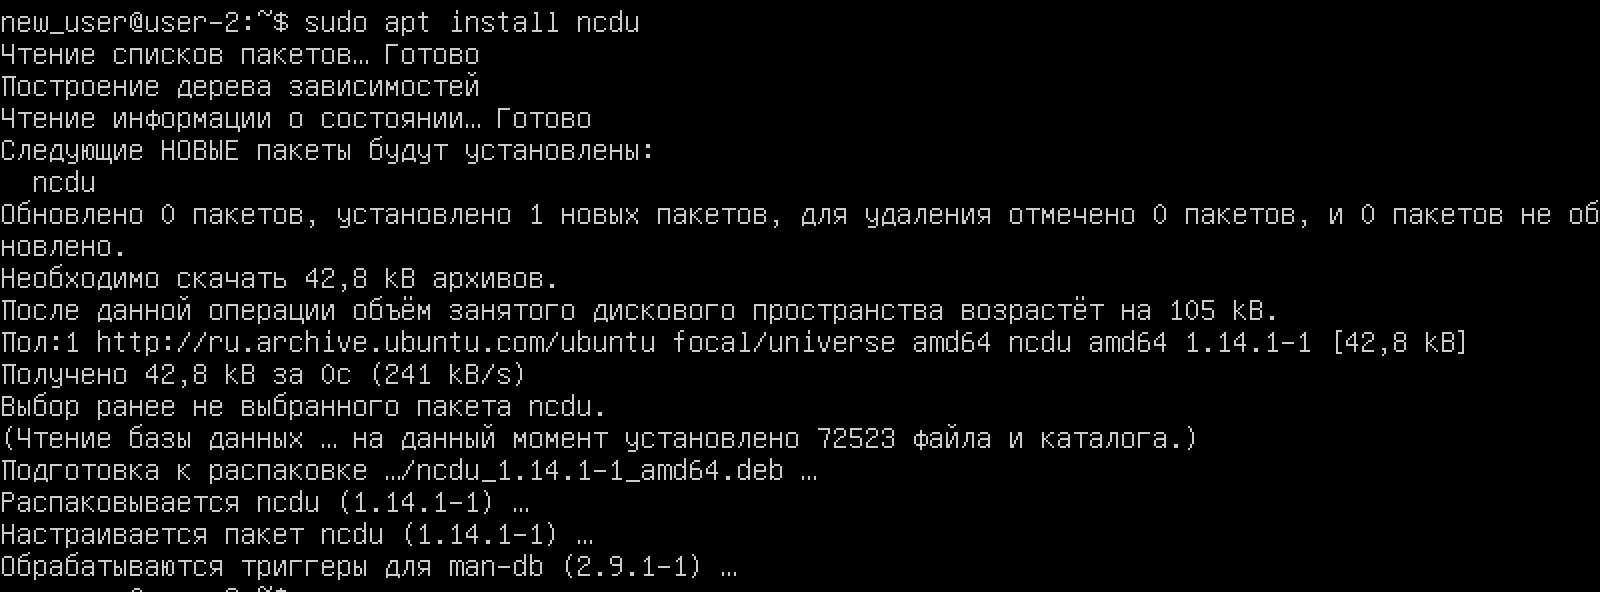 new_user@user-2:~$ sudo apt install ncdu
Чтение списков пакетов… Готово
Построение дерева зависимостей
Чтение информации о состоянии… Готово
Следующие НОВЫЕ пакеты будут установлены:
  ncdu
Обновлено 0 пакетов, установлено 1 новых пакетов, для удаления отмечено 0 пакетов, и 0 пакетов не об
новлено.
Необходимо скачать 42,8 kB архивов.
После данной операции объём занятого дискового пространства возрастёт на 105 kB.
Пол:1 http://ru.archive.ubuntu.com/ubuntu focal/universe amd64 ncdu amd64 1.14.1-1 [42,8 kB]
Получено 42,8 kB за 0с (241 kB/s)
Выбор ранее не выбранного пакета ncdu.
(Чтение базы данных … на данный момент установлено 72523 файла и каталога.)
Подготовка к распаковке …/ncdu_1.14.1-1_amd64.deb …
Распаковывается ncdu (1.14.1-1) …
Настраивается пакет ncdu (1.14.1-1) …
Обрабатываются триггеры для man-db (2.9.1-1) …